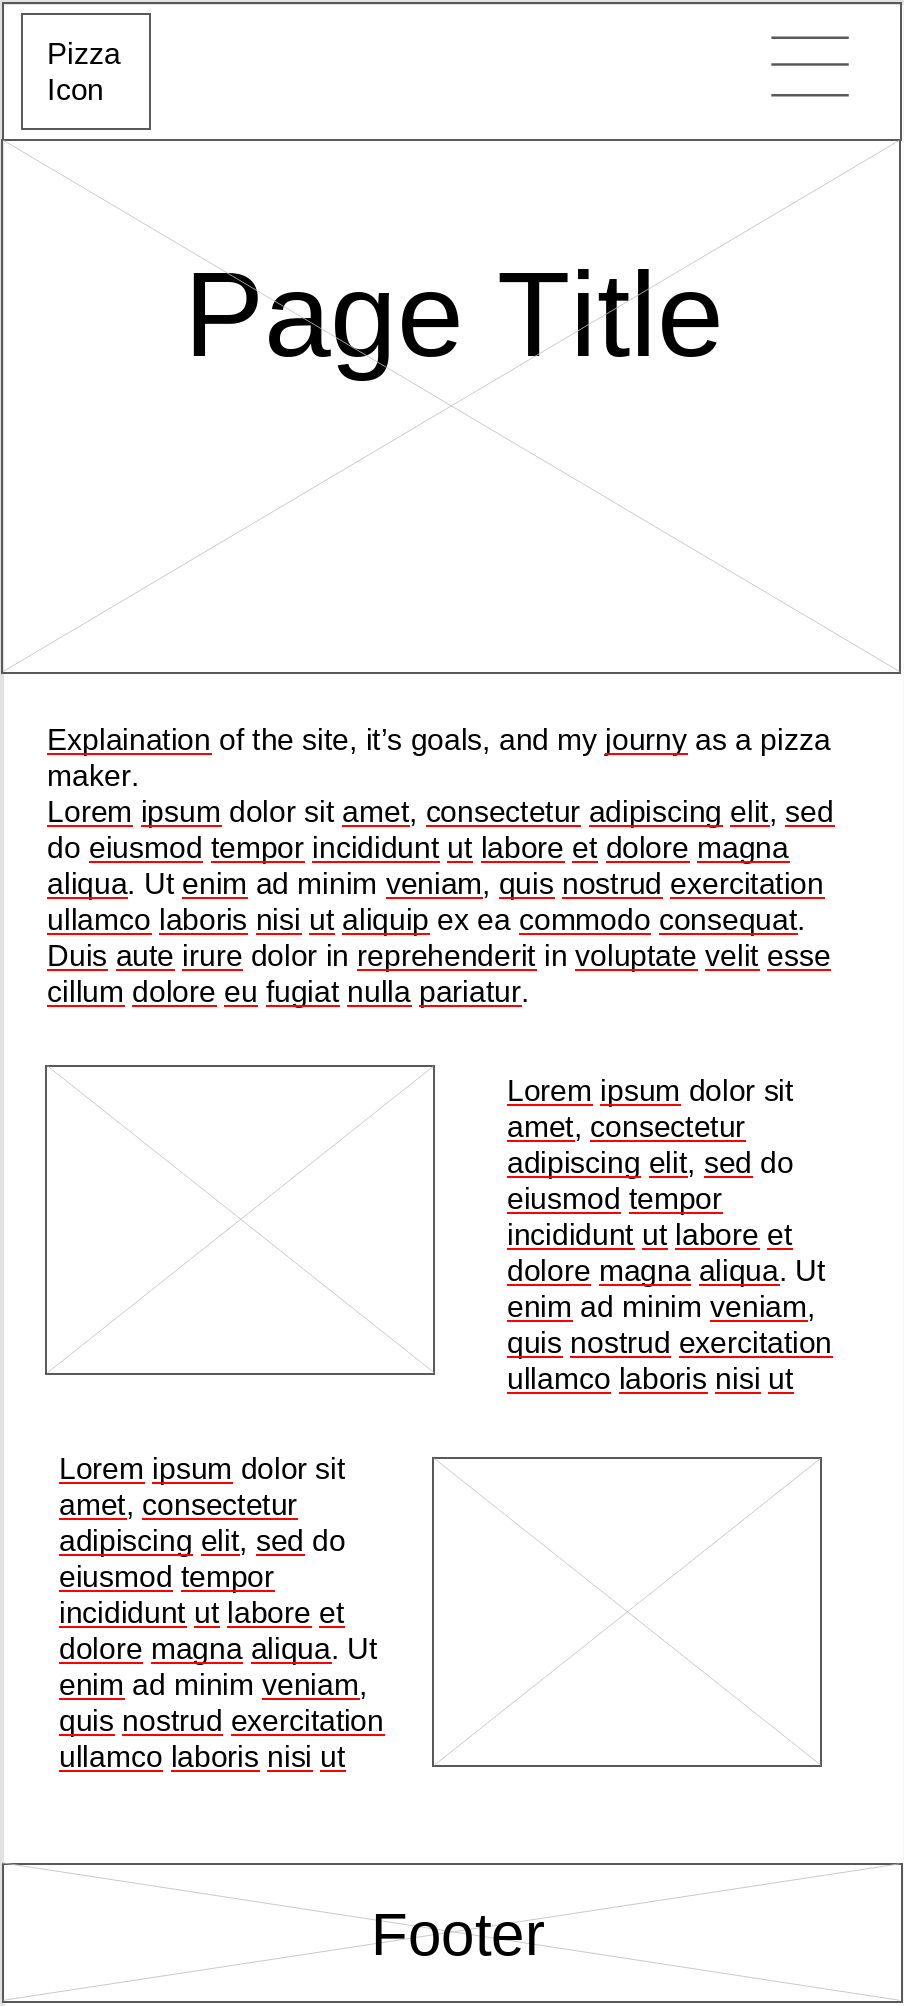 Pizza
Icon
Page Title
Explaination of the site, it’s goals, and my journy as a pizza
maker.
Lorem ipsum dolor sit amet, consectetur adipiscing elit, sed
do eiusmod tempor incididunt ut labore et dolore magna
aliqua. Ut enim ad minim veniam, quis nostrud exercitation
ullamco laboris nisi ut aliquip ex ea commodo consequat.
Duis aute irure dolor in reprehenderit in voluptate velit esse
cillum dolore eu fugiat nulla pariatur.
Lorem ipsum dolor sit
amet, consectetur
adipiscing elit, sed do
eiusmod tempor
incididunt ut labore et
dolore magna aliqua. Ut
enim ad minim veniam,
quis nostrud exercitation
ullamco laboris nisi ut
Lorem ipsum dolor sit
amet, consectetur
adipiscing elit, sed do
eiusmod tempor
incididunt ut labore et
dolore magna aliqua. Ut
enim ad minim veniam,
quis nostrud exercitation
ullamco laboris nisi ut
Footer